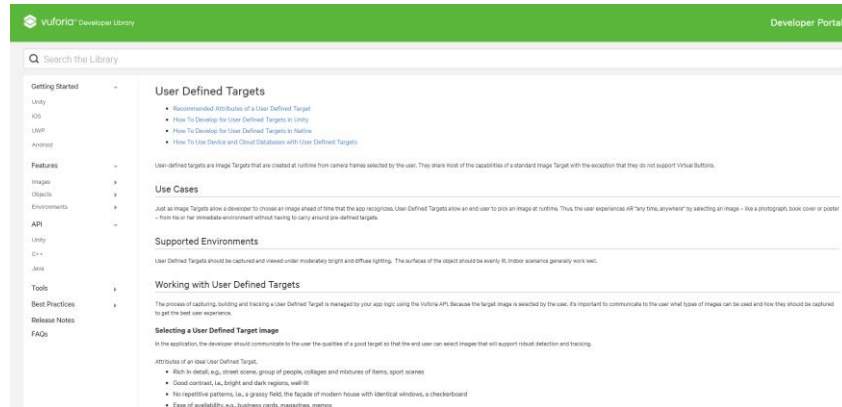 vuforia™ Developer Library
Developer Portal
Search the Library
Getting Started
Unity
iOS
UWP
Android
Features
Images
Objects
Environments
API
Unity
C++
Java
Tools
Best Practices
Release Notes
FAQs
User Defined Targets
Recommended Attributes of a User Defined Target
How To Develop for User Defined Targets in Unity
How To Develop for User Defined Targets in Native
How To Use Device and Cloud Databases with User Defined Targets
User-defined targets are Image Targets that are created at runtime from camera frames selected by the user. They share most of the capabilities of a standard Image Target with the exception that they do not support Virtual Buttons.
Use Cases
Just as Image Targets allow a developer to choose an image ahead of time that the app recognizes, User-Defined Targets allow an end-user to pick an image at runtime. Thus, the user experiences AR "any time, anywhere" by selecting an image – like a photograph, book cover or poster
– from his or her immediate environment without having to carry around pre-defined targets.
Supported Environments
User Defined Targets should be captured and viewed under moderately bright and diffuse lighting. The surfaces of the object should be evenly lit, Indoor scenarios generally work well.
Working with User Defined Targets
The process of capturing, building and tracking a User Defined Target is managed by your app logic using the Vuforia API. Because the target image is selected by the user, it's important to communicate to the user what types of images can be used and how they should be captured
to get the best user experience.
Selecting a User Defined Target image
In the application, the developer should communicate to the user the qualities of a good target so that the end user can select images that will support robust detection and tracking.
Attributes of an Ideal User Defined Target.
Rich in detail, e.g., street scene, group of people, collages and mixtures of items, sport scenes
Good contrast, i.e., bright and dark regions, well-lit
No repetitive patterns, i.e., a grassy field, the façade of modern house with identical windows, a checkerboard
Ease of availability, e.g., business cards, magazines, memos